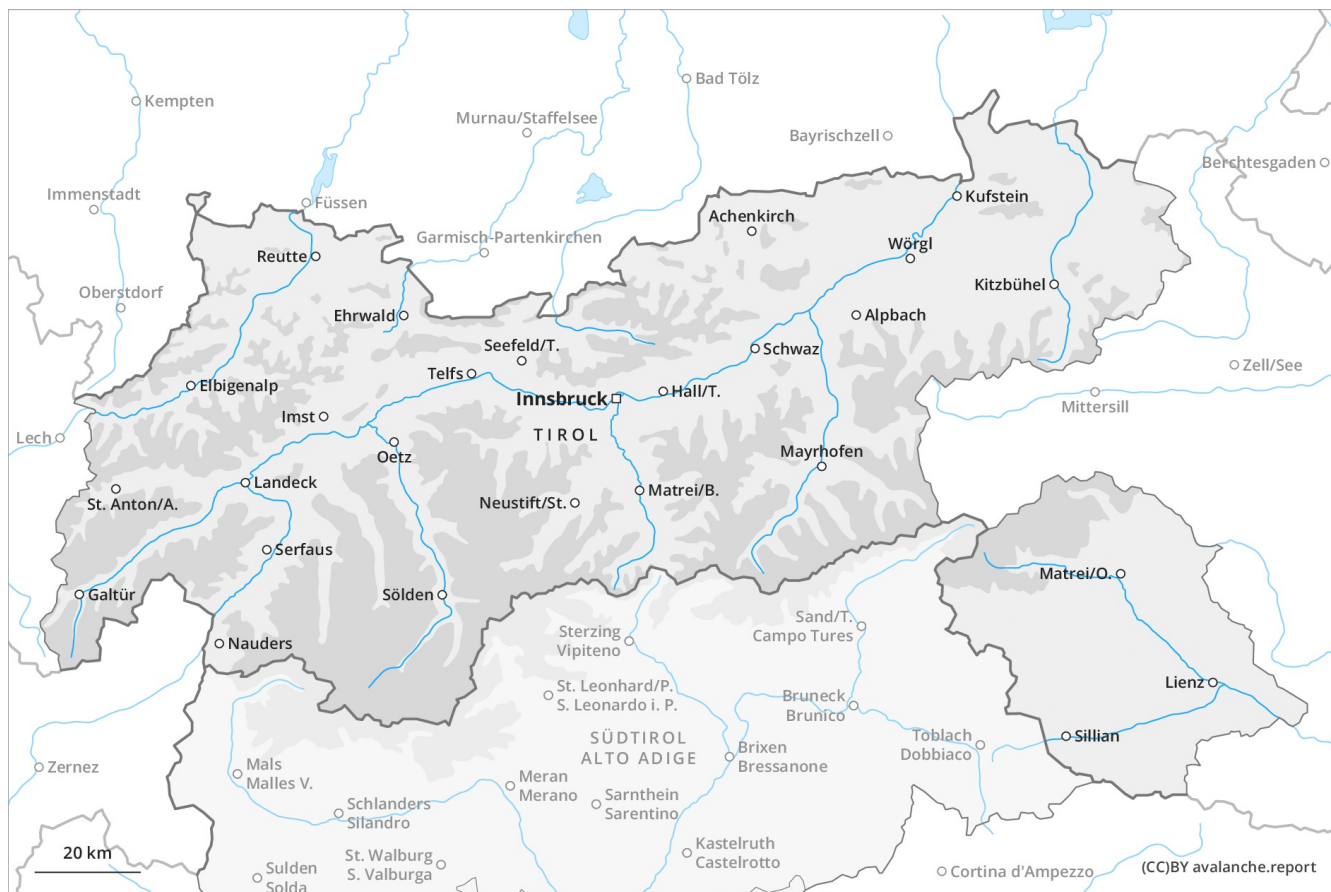 Bad Tölz
Kempten
Murnau/Staffelsee
Bayrischzell
Berchtesgaden
Immenstadt
Füssen
Kufstein
Achenkirch
Garmisch-Partenkirchen
Wörgl
Reutte
Kitzbühel
Oberstdorf
Ehrwald
Alpbach
Seefeld/T.
Schwaz
Zell/See
Telfs
Elbigenalp
Hall/T.
Innsbruck
Mittersill
Imst
TIROL
Lech
Oetz
Mayrhofen
Landeck
Matrei/B.
St. Anton/A.
Neustift/St.
Serfaus
Matrei/O.
Galtür
Sölden
Sand/T.
Campo Tures
Sterzing
Vipiteno
Nauders
Lienz
St. Leonhard/P.
S. Leonardo i. P.
Bruneck
Brunico
SÜDTIROL
ALTO ADIGE
Toblach
Dobbiaco
Sillian
Brixen
Bressanone
Zernez
Mals
Malles V.
Meran
Merano
Sarnthein
Sarentino
Schlanders
Silandro
Kastelruth
Castelrotto
20 km
St. Walburg
S. Valburga
Sulden
Solda
Cortina d'Ampezzo
(CC)BY avalanche.report